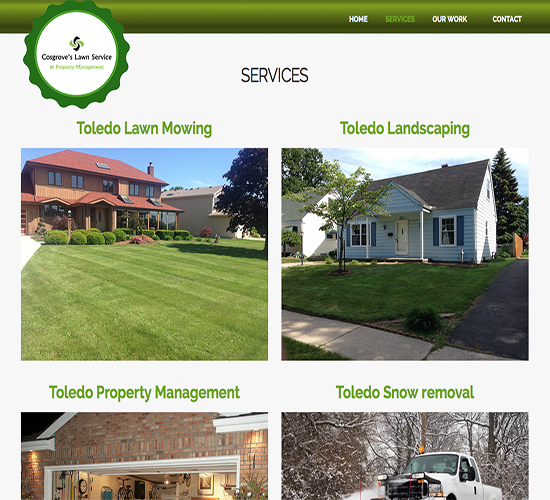 HOME SERVICES OUR WORK CONTACT
Cosgrove's Lawn Service
& Property Management
SERVICES
Toledo Lawn Mowing
Toledo Landscaping
Toledo Property Management
Toledo Snow removal